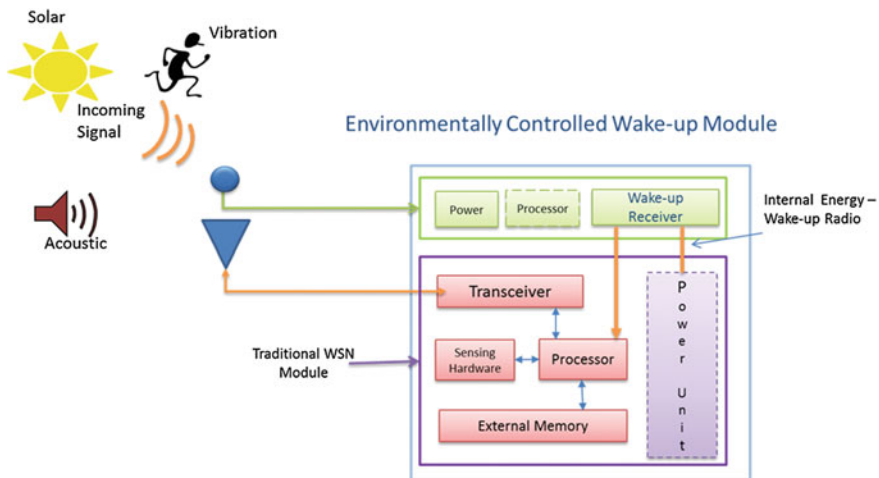 Solar
Vibration
Incoming
Signal
Acoustic
Environmentally Controlled Wake-up Module
Power
Processor
Wake-up
Receiver
Internal Energy –
Wake-up Radio
Transceiver
Traditional WSN
Module
Sensing
Hardware
Processor
External Memory
P
o
w
e
r
U
n
i
t